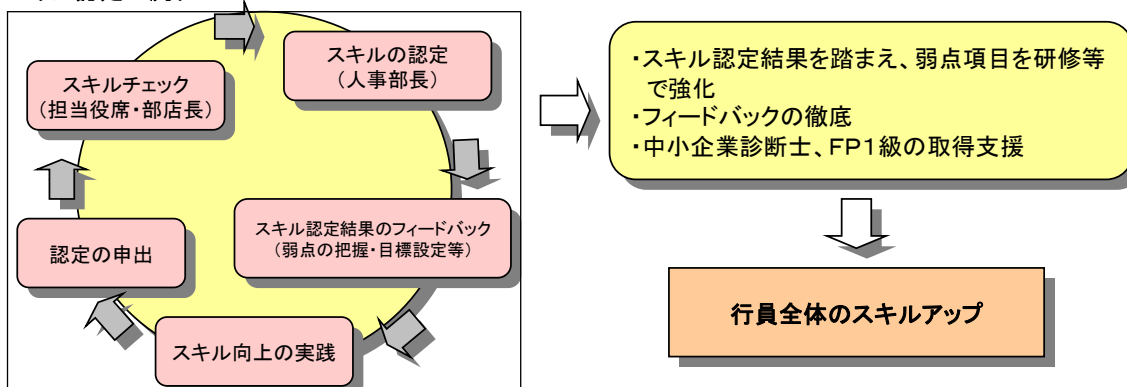 スキルの認定
(人事部長)
スキルチェック
(担当役席・部店長)
スキル認定結果のフィードバック
(弱点の把握・目標設定等)
認定の申出
スキル向上の実践
・スキル認定結果を踏まえ、弱点項目を研修等
で強化
・フィードバックの徹底
・中小企業診断士、FP1級の取得支援
行員全体のスキルアップ